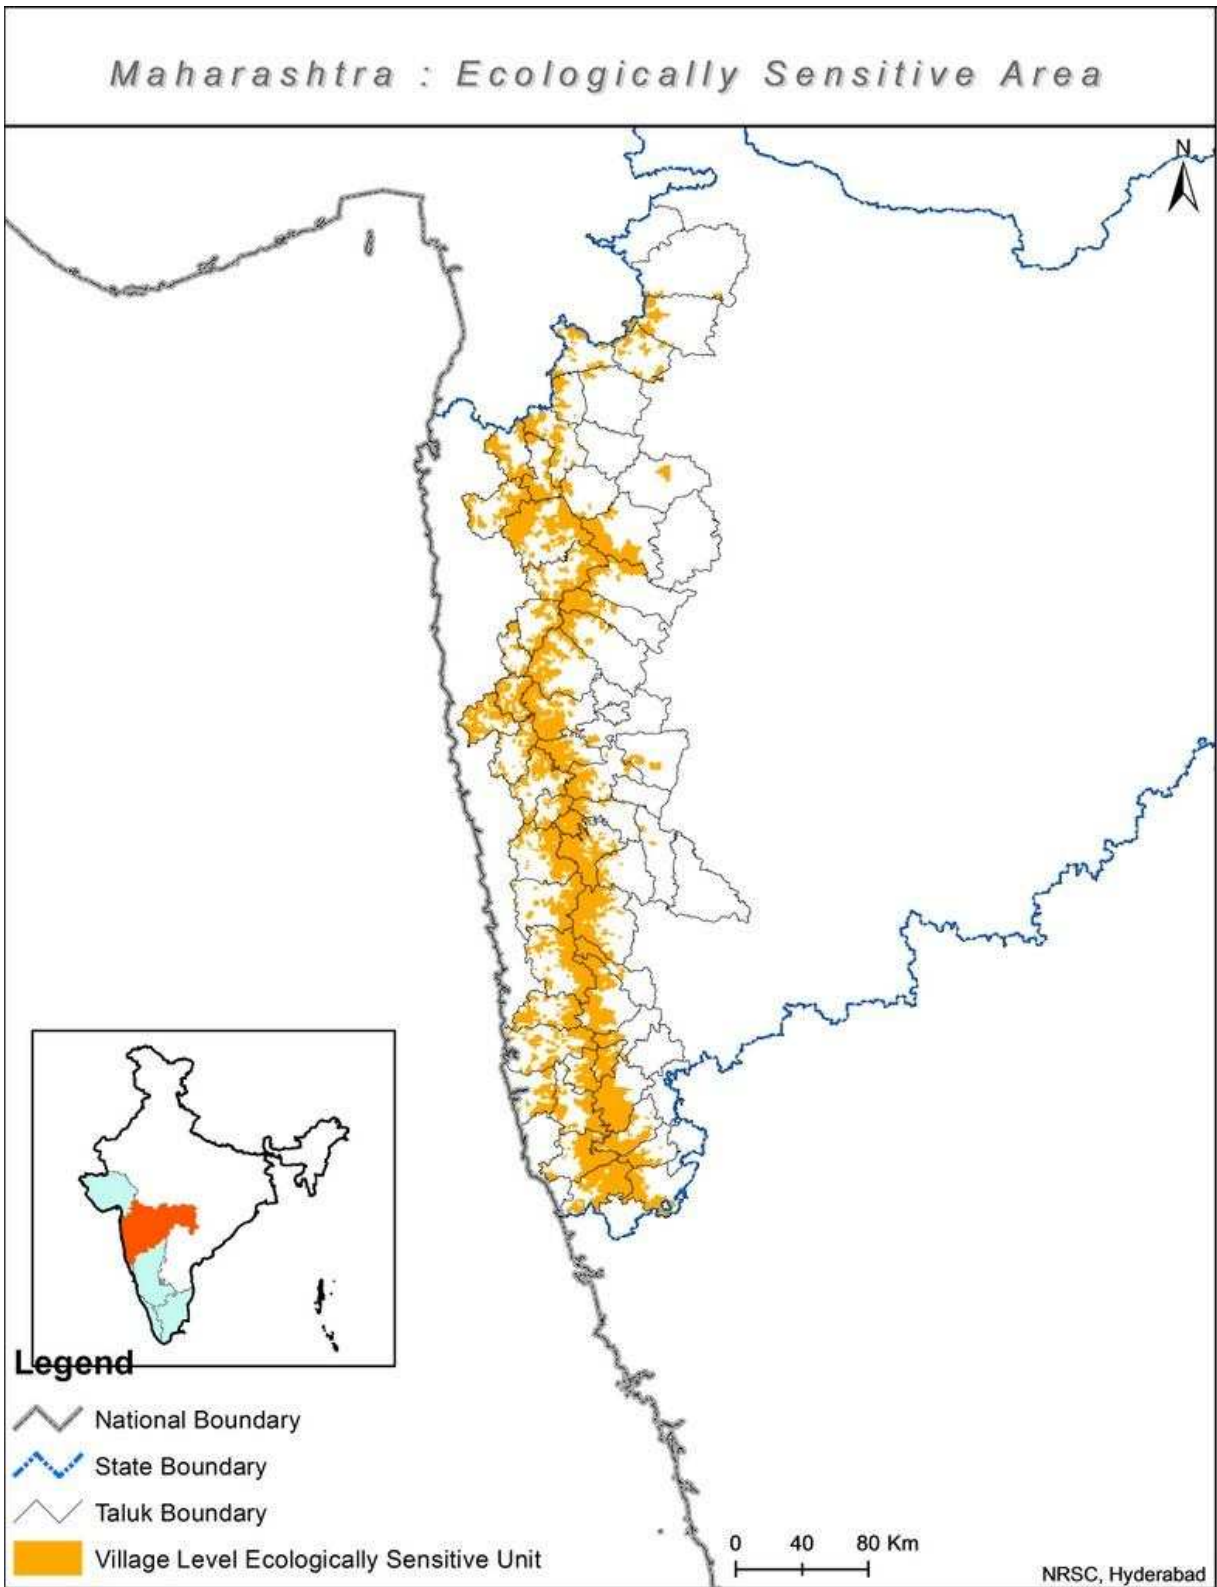 Maharashtra : Ecologically Sensitive Area
N
Legend
National Boundary
State Boundary
Taluk Boundary
Village Level Ecologically Sensitive Unit
0 40 80 Km
NRSC, Hyderabad